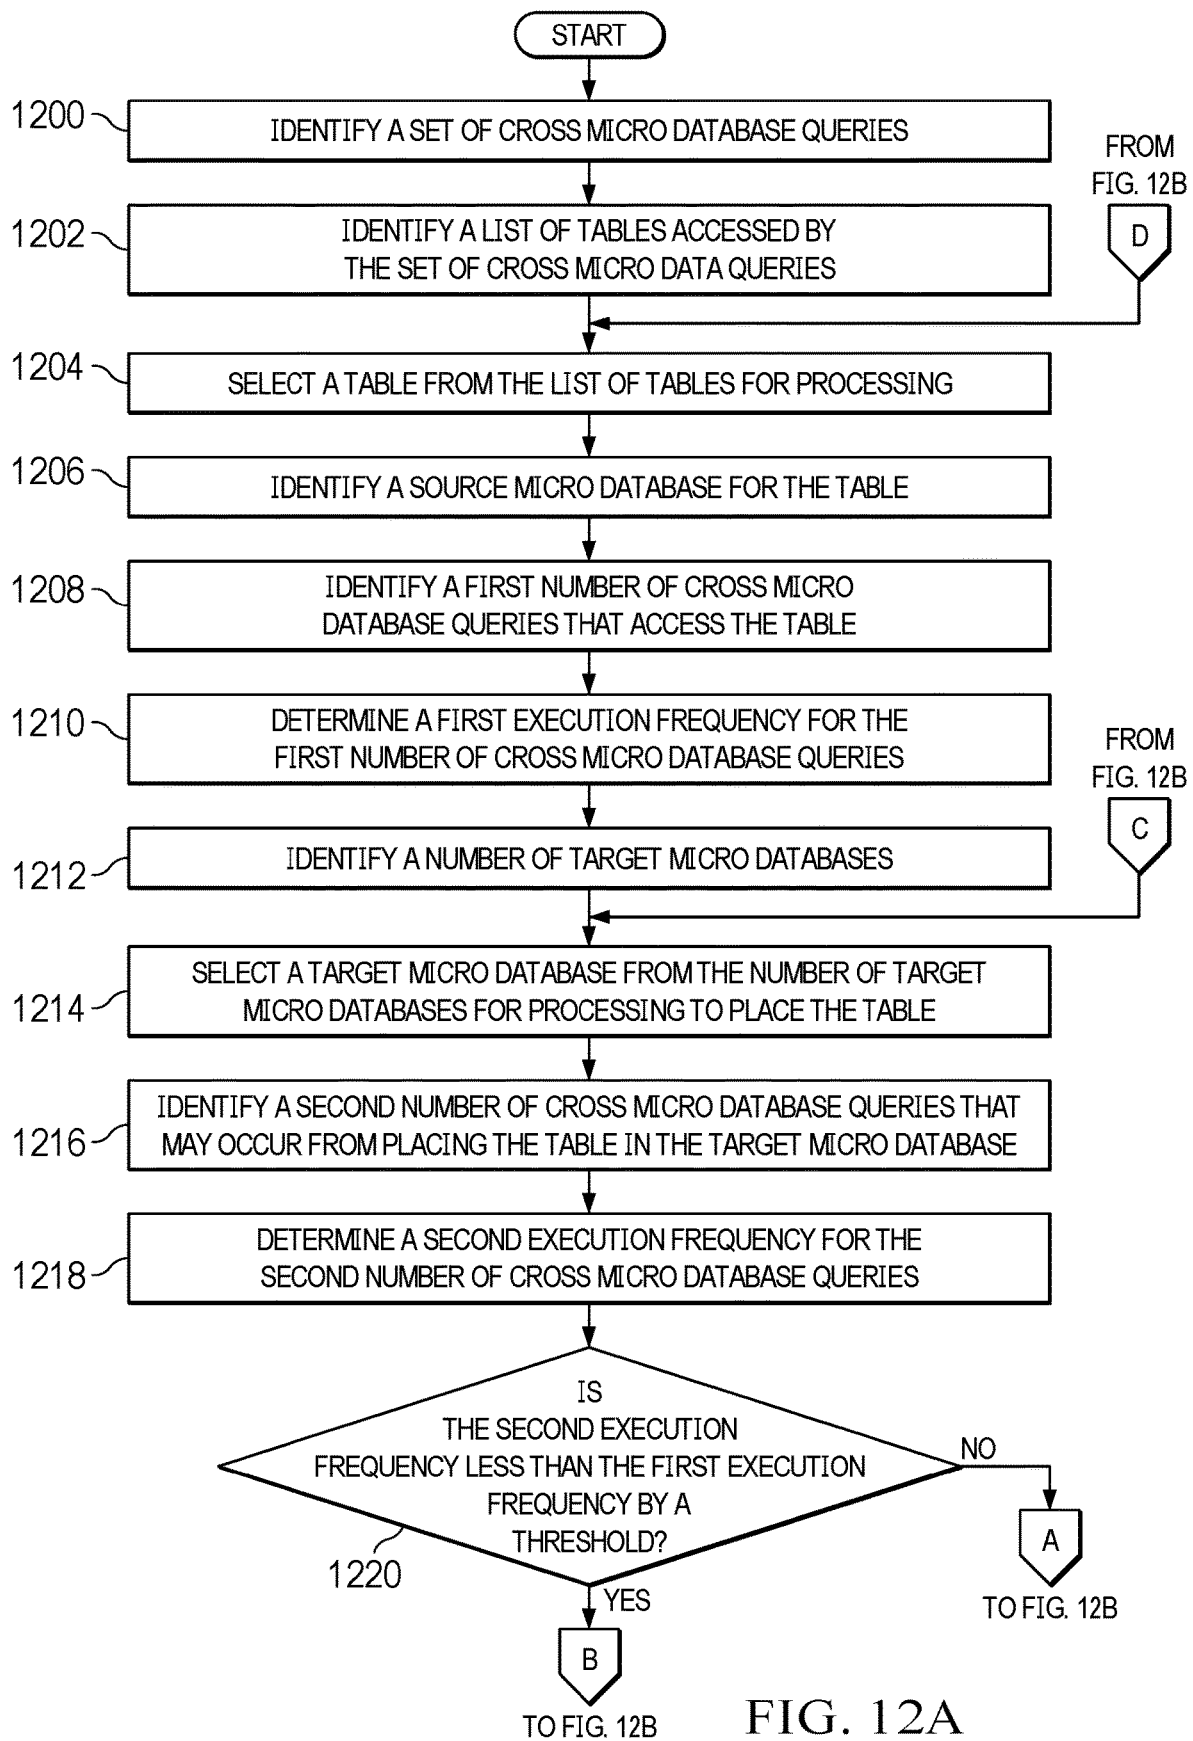 START
1200
IDENTIFY A SET OF CROSS MICRO DATABASE QUERIES
FROM
FIG. 12B
D
1202
IDENTIFY A LIST OF TABLES ACCESSED BY
THE SET OF CROSS MICRO DATA QUERIES
1204
SELECT A TABLE FROM THE LIST OF TABLES FOR PROCESSING
1206
IDENTIFY A SOURCE MICRO DATABASE FOR THE TABLE
1208
IDENTIFY A FIRST NUMBER OF CROSS MICRO
DATABASE QUERIES THAT ACCESS THE TABLE
1210
DETERMINE A FIRST EXECUTION FREQUENCY FOR THE
FIRST NUMBER OF CROSS MICRO DATABASE QUERIES
FROM
FIG. 12B
C
1212
IDENTIFY A NUMBER OF TARGET MICRO DATABASES
1214
SELECT A TARGET MICRO DATABASE FROM THE NUMBER OF TARGET
MICRO DATABASES FOR PROCESSING TO PLACE THE TABLE
1216
IDENTIFY A SECOND NUMBER OF CROSS MICRO DATABASE QUERIES THAT
MAY OCCUR FROM PLACING THE TABLE IN THE TARGET MICRO DATABASE
1218
DETERMINE A SECOND EXECUTION FREQUENCY FOR THE
SECOND NUMBER OF CROSS MICRO DATABASE QUERIES
IS
THE SECOND EXECUTION
FREQUENCY LESS THAN THE FIRST EXECUTION
FREQUENCY BY A
THRESHOLD?
1220
NO
A
TO FIG. 12B
YES
B
TO FIG. 12B
FIG. 12A